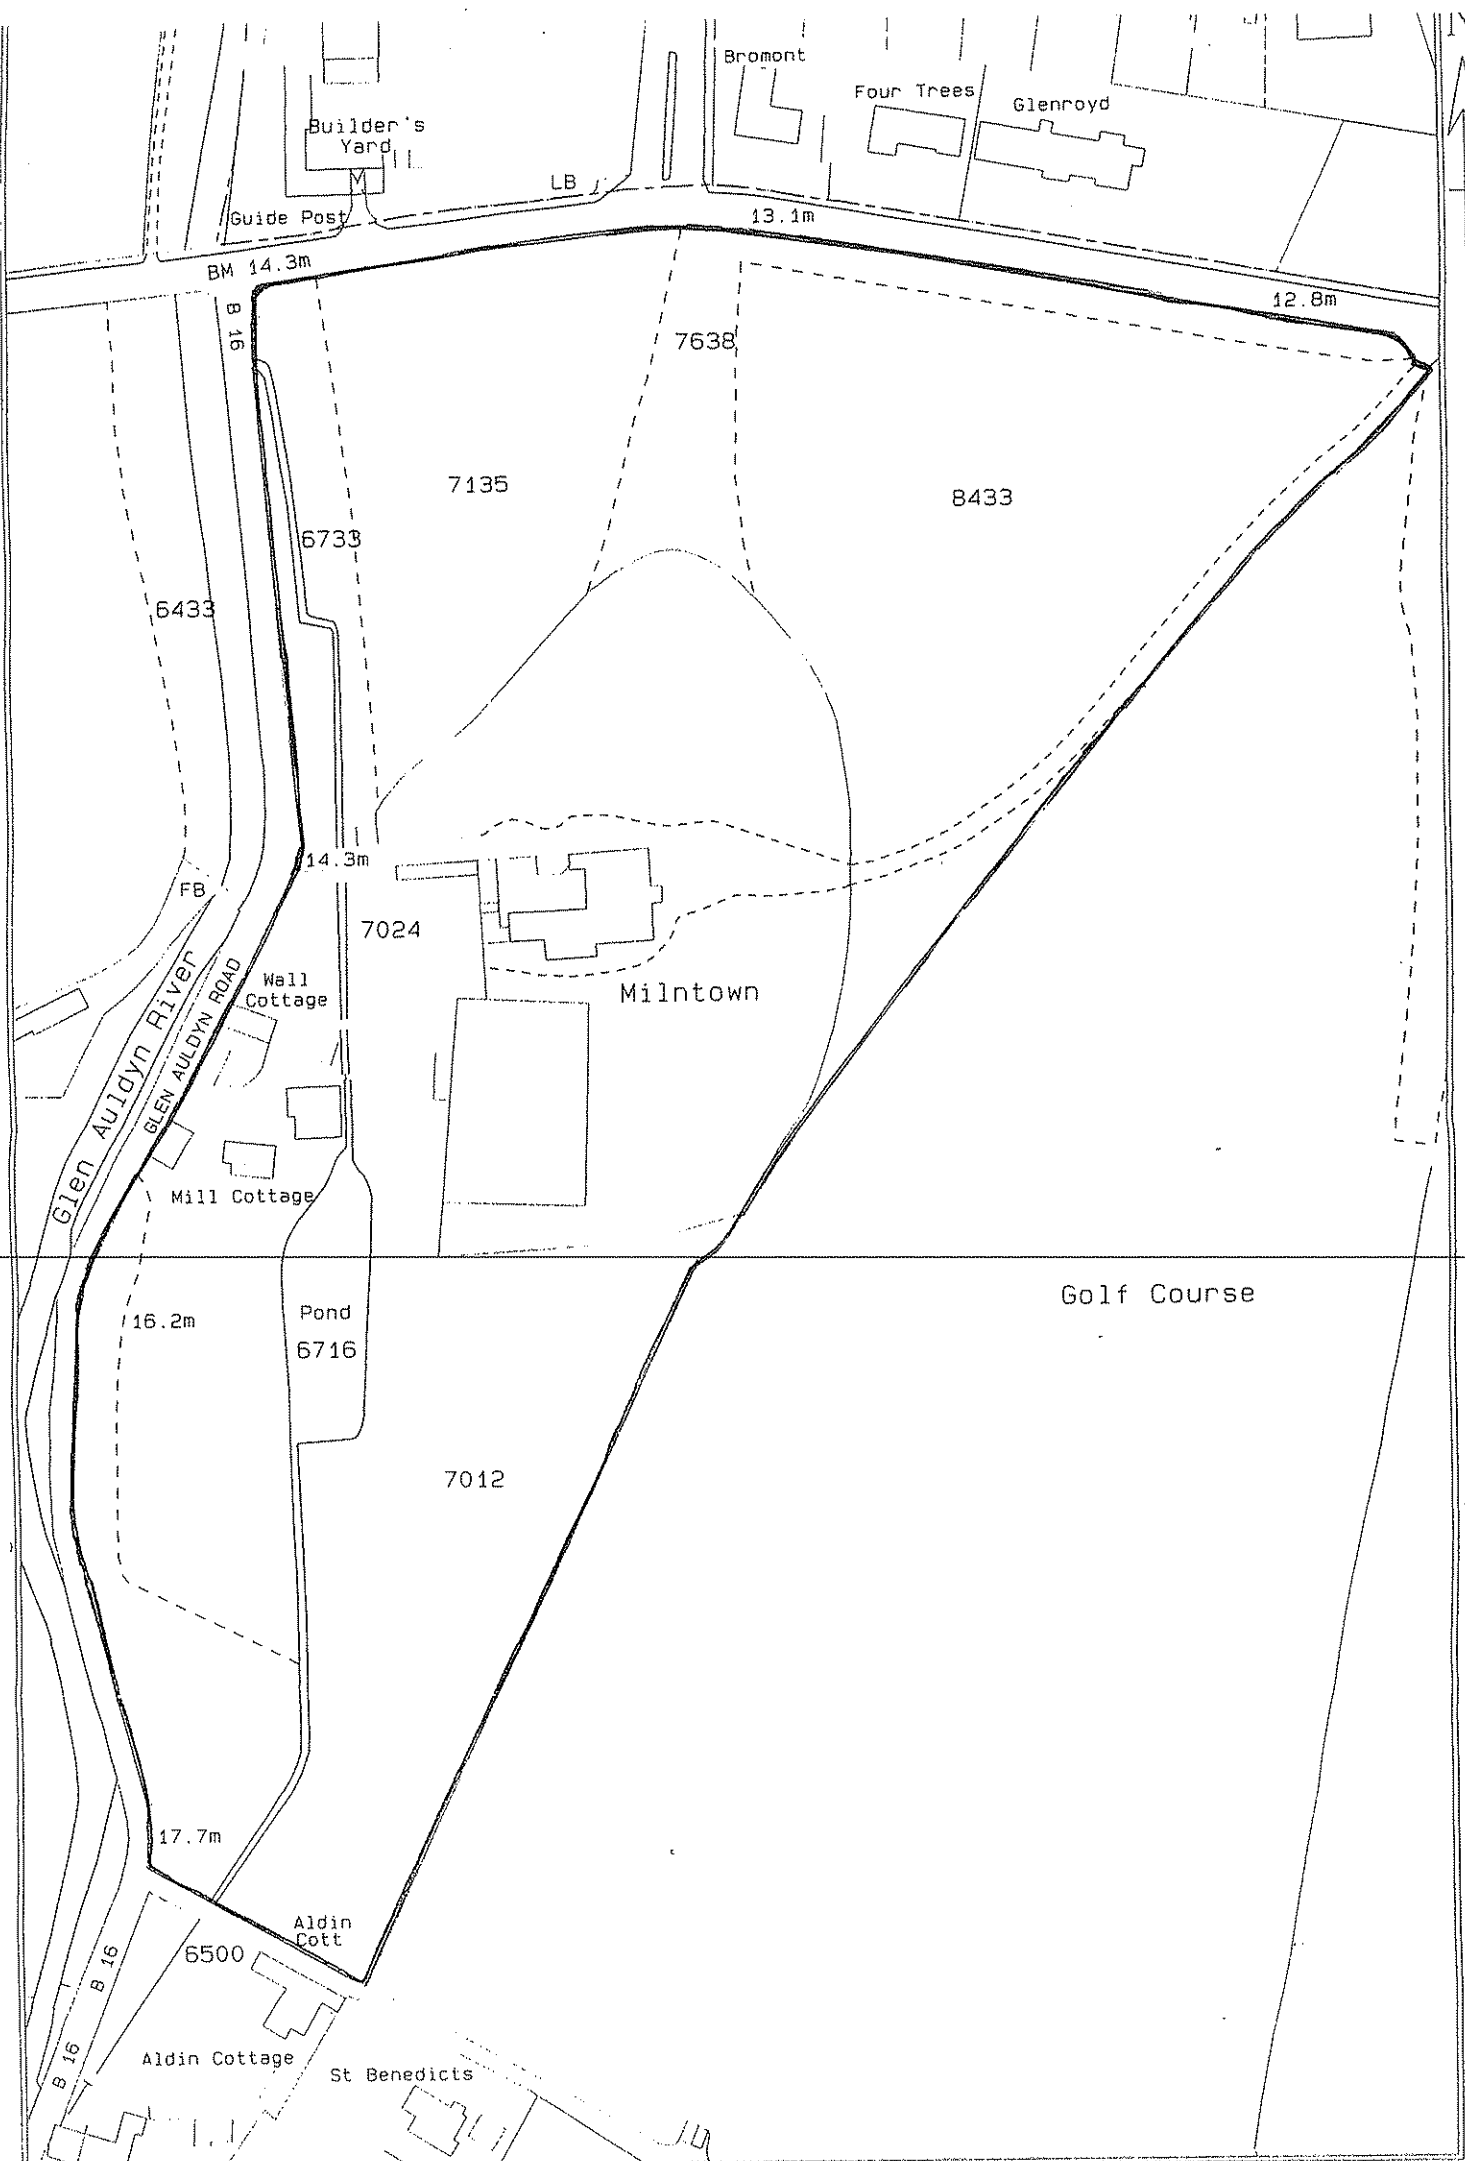 Bromont
Four Trees
Glenroyd
Builder's
Yard
LB
Guide Post
13.1m
BM 14.3m
12.8m
B 16
7638
7135
8433
6733
6433
14.3m
FB
7024
Wall
Cottage
Milntown
Glen Auldyn River
GLEN AULDYN ROAD
Mill Cottage
Golf Course
Pond
16.2m
6716
7012
17.7m
Aldin
Cott
6500
B 16
B 16
Aldin Cottage
St Benedicts